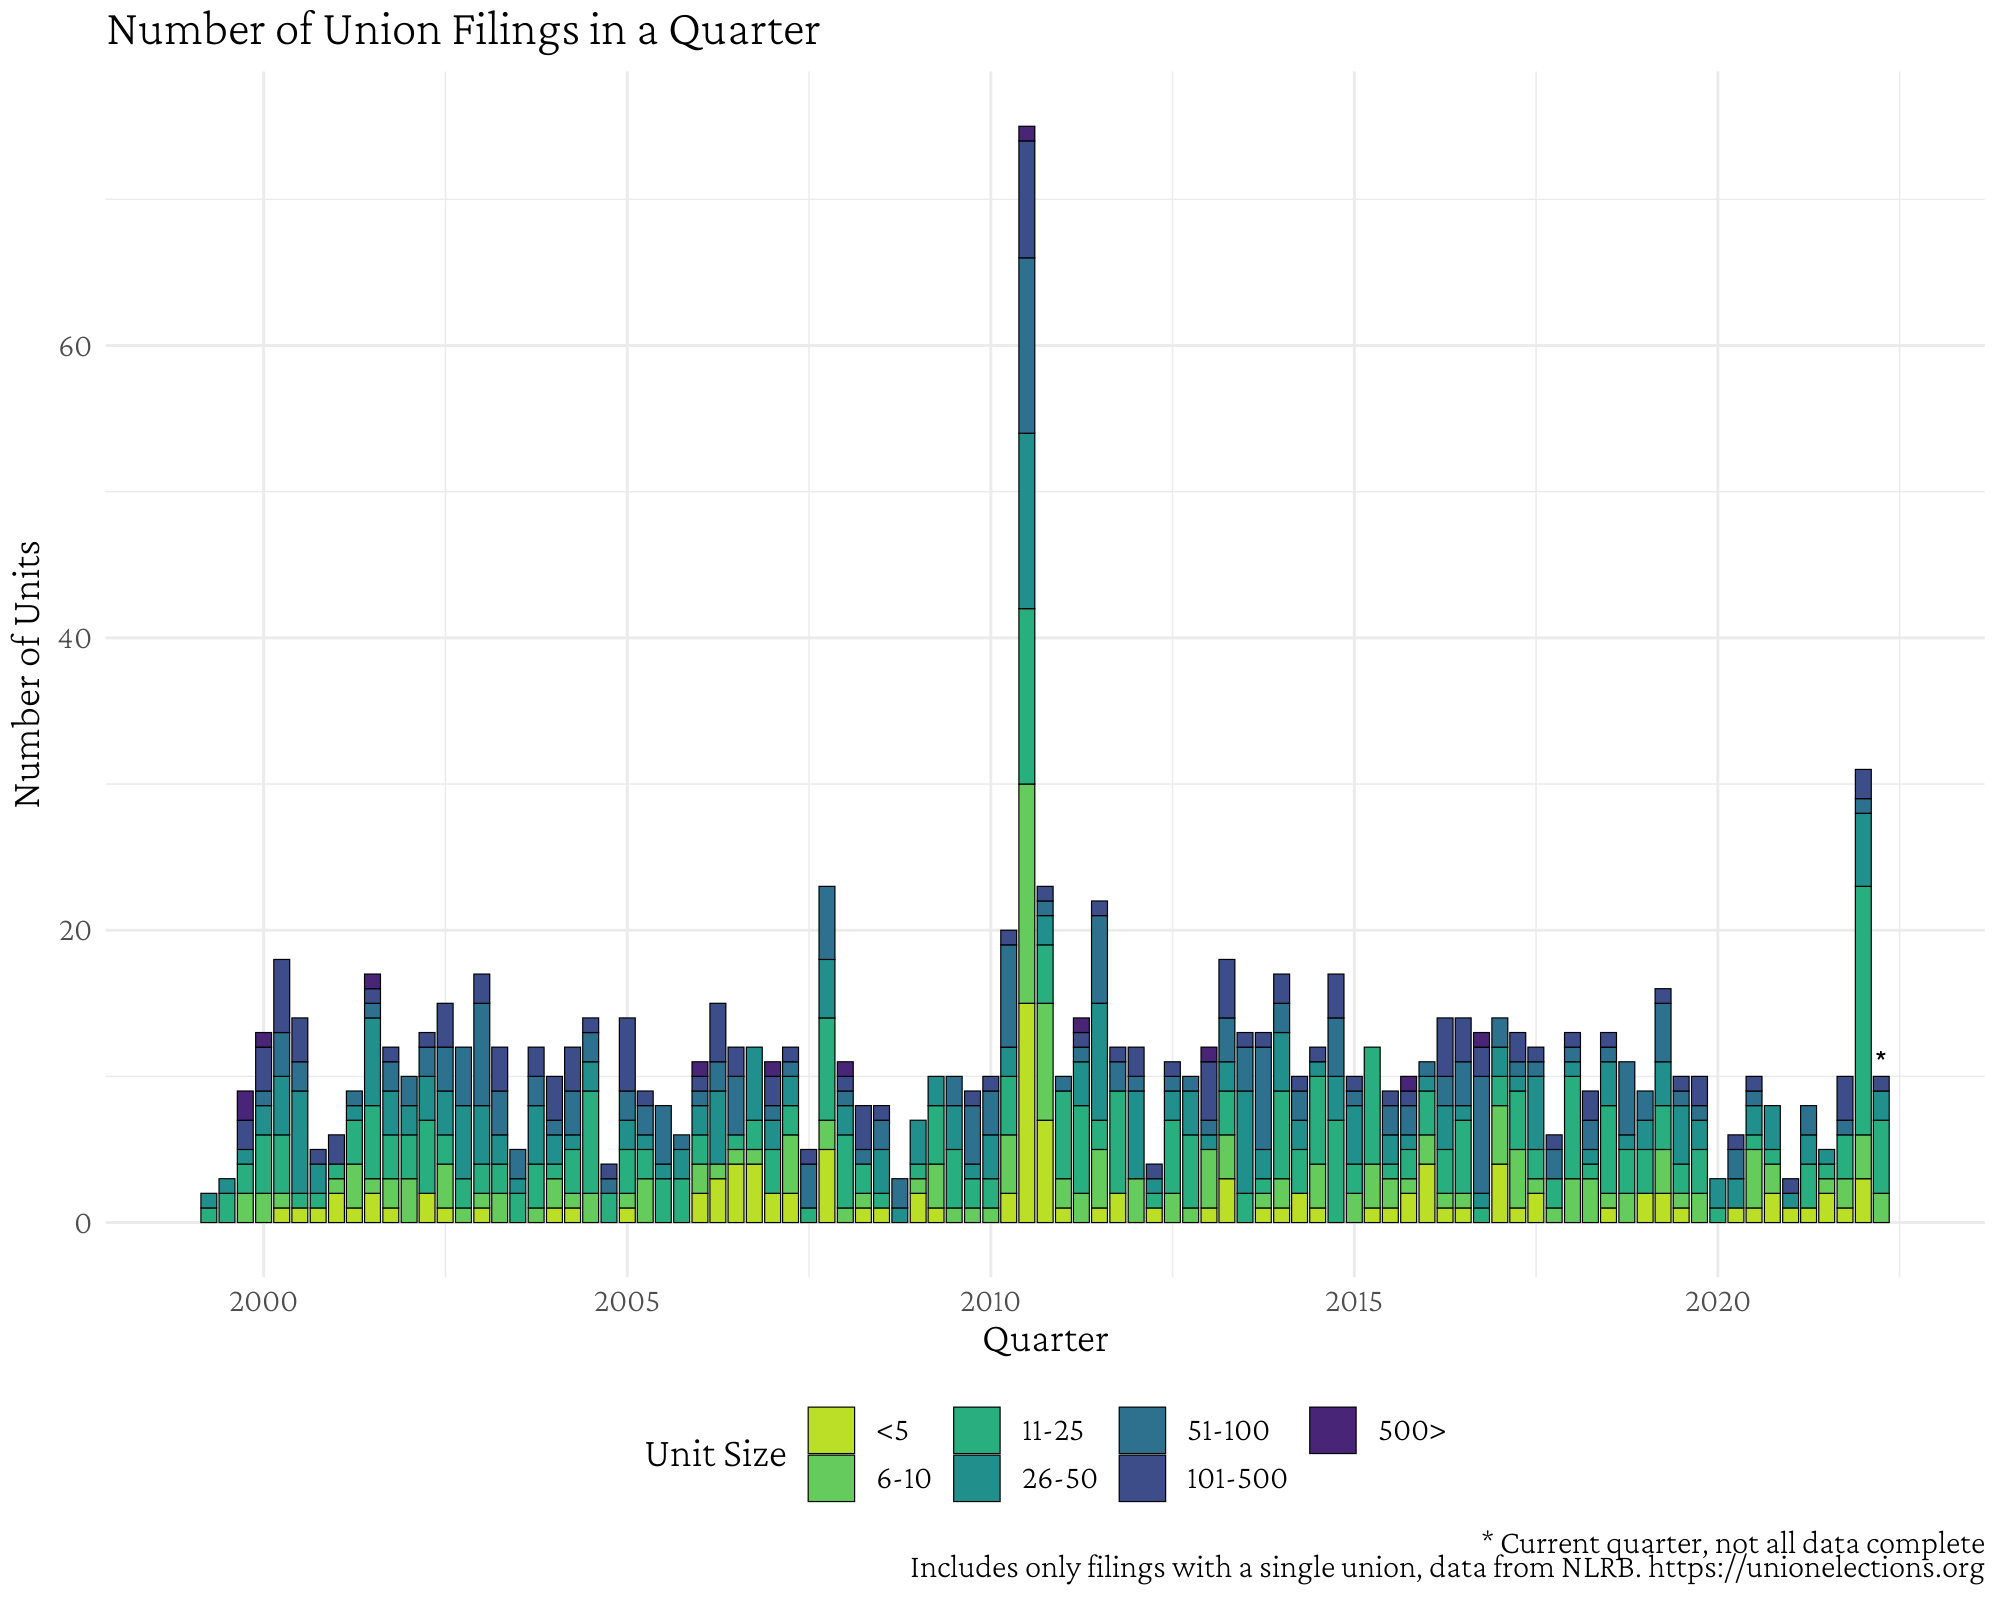 Number of Union Filings in a Quarter
Number of Units
60
40
20
0
*
2000 2005 2010 2015 2020
Quarter
Unit Size
<5 11-25 51-100 500>
6-10 26-50 101-500
* Current quarter, not all data complete
Includes only filings with a single union, data from NLRB. https://unionelections.org